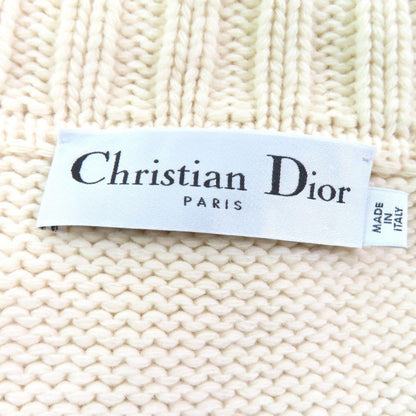 Christian Dior
PARIS
MADE
IN
ITALY